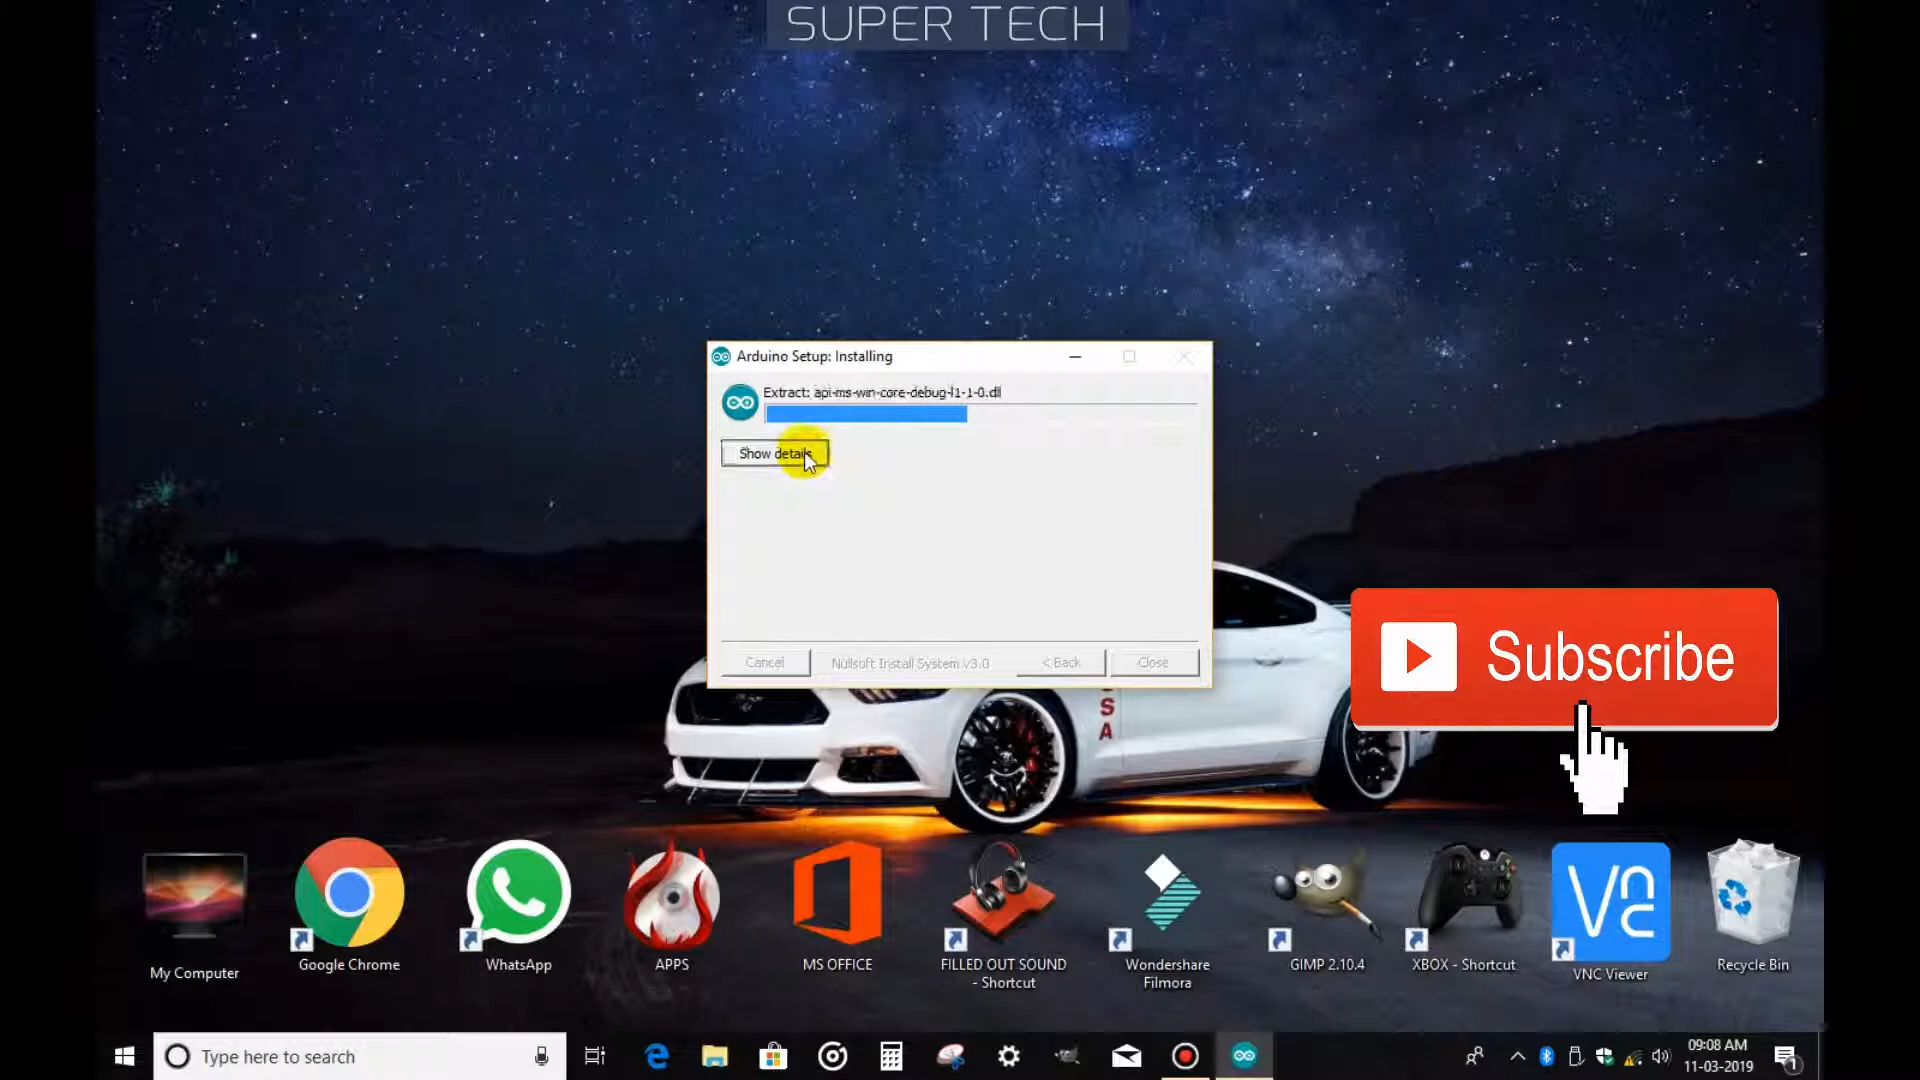 SUPER TECH
Arduino Setup: Installing
Extract: api-ms-win-core-debug-l1-1-0.dll
Show details
Cancel
Nullsoft Install System v3.0
< Back
Close
SA
Subscribe
My Computer
Google Chrome
WhatsApp
APPS
MS OFFICE
FILLED OUT SOUND
- Shortcut
Wondershare
Filmora
GIMP 2.10.4
XBOX - Shortcut
VNC
VNC Viewer
Recycle Bin
Type here to search
09:08 AM
11-03-2019
1